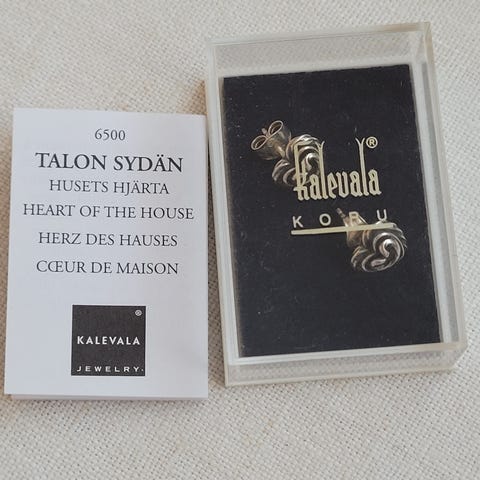 6500
TALON SYDÄN
HUSETS HJÄRTA
HEART OF THE HOUSE
HERZ DES HAUSES
CŒUR DE MAISON
®
KALEVALA
JEWELRY
®
kalevala
KORU